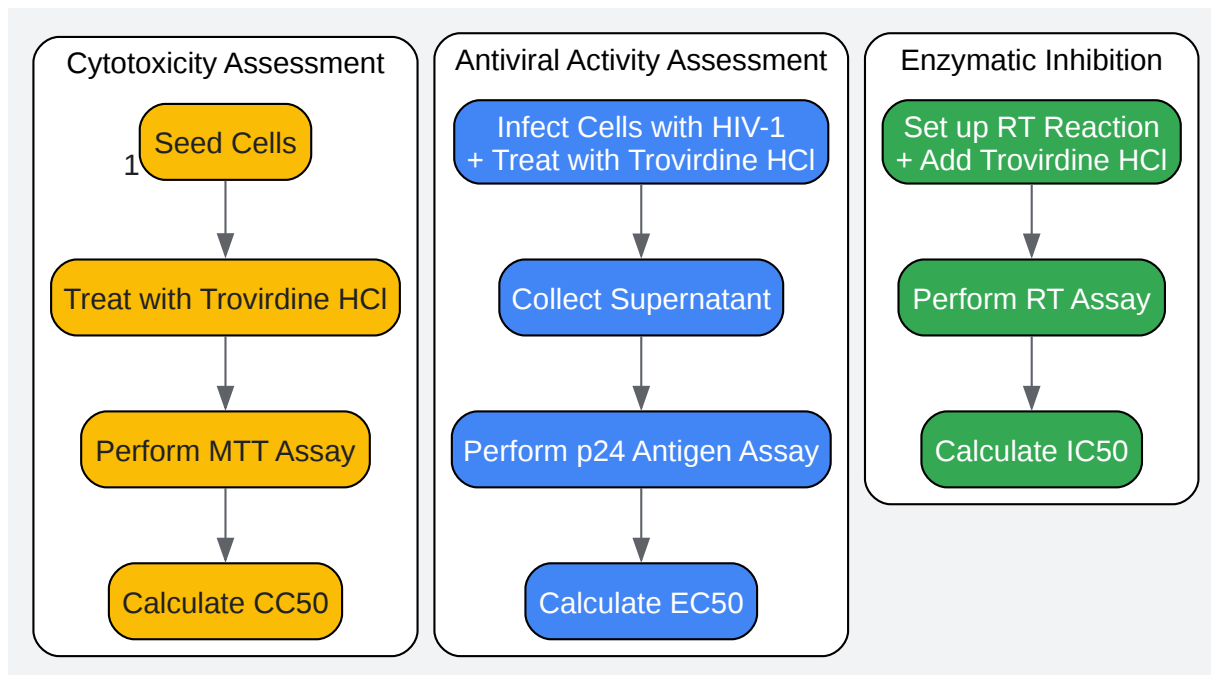 Cytotoxicity Assessment
Seed Cells
1
Treat with Trovirdine HCl
Perform MTT Assay
Calculate CC50
Antiviral Activity Assessment
Infect Cells with HIV-1
+ Treat with Trovirdine HCl
Collect Supernatant
Perform p24 Antigen Assay
Calculate EC50
Enzymatic Inhibition
Set up RT Reaction
+ Add Trovirdine HCl
Perform RT Assay
Calculate IC50